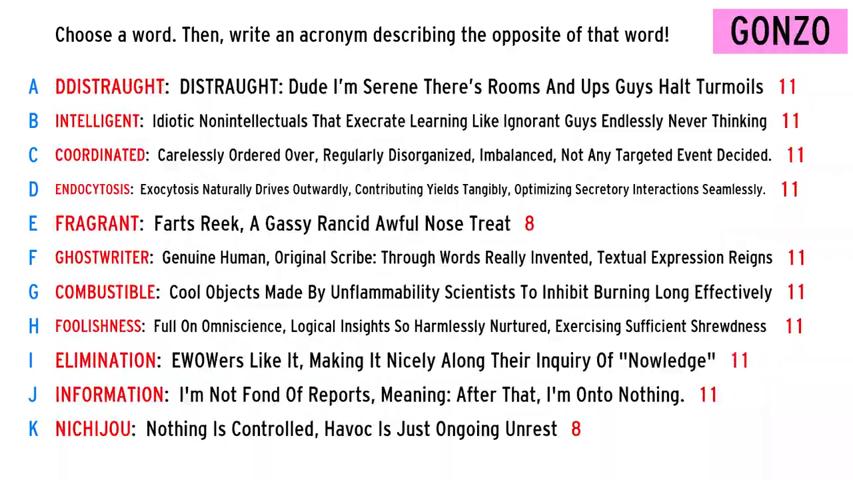 Choose a word. Then, write an acronym describing the opposite of that word!
GONZO
A DDISTRAUGHT: DISTRAUGHT: Dude I'm Serene There's Rooms And Ups Guys Halt Turmoils 11
B INTELLIGENT: Idiotic Nonintellectuals That Execrate Learning Like Ignorant Guys Endlessly Never Thinking 11
C COORDINATED: Carelessly Ordered Over, Regularly Disorganized, Imbalanced, Not Any Targeted Event Decided. 11
D ENDOCYTOSIS: Exocytosis Naturally Drives Outwardly, Contributing Yields Tangibly, Optimizing Secretory Interactions Seamlessly. 11
E FRAGRANT: Farts Reek, A Gassy Rancid Awful Nose Treat 8
F GHOSTWRITER: Genuine Human, Original Scribe: Through Words Really Invented, Textual Expression Reigns 11
G COMBUSTIBLE: Cool Objects Made By Unflammability Scientists To Inhibit Burning Long Effectively 11
H FOOLISHNESS: Full On Omniscience, Logical Insights So Harmlessly Nurtured, Exercising Sufficient Shrewdness 11
I ELIMINATION: EWOWers Like It, Making It Nicely Along Their Inquiry Of "Nowledge" 11
J INFORMATION: I'm Not Fond Of Reports, Meaning: After That, I'm Onto Nothing. 11
K NICHIJOU: Nothing Is Controlled, Havoc Is Just Ongoing Unrest 8